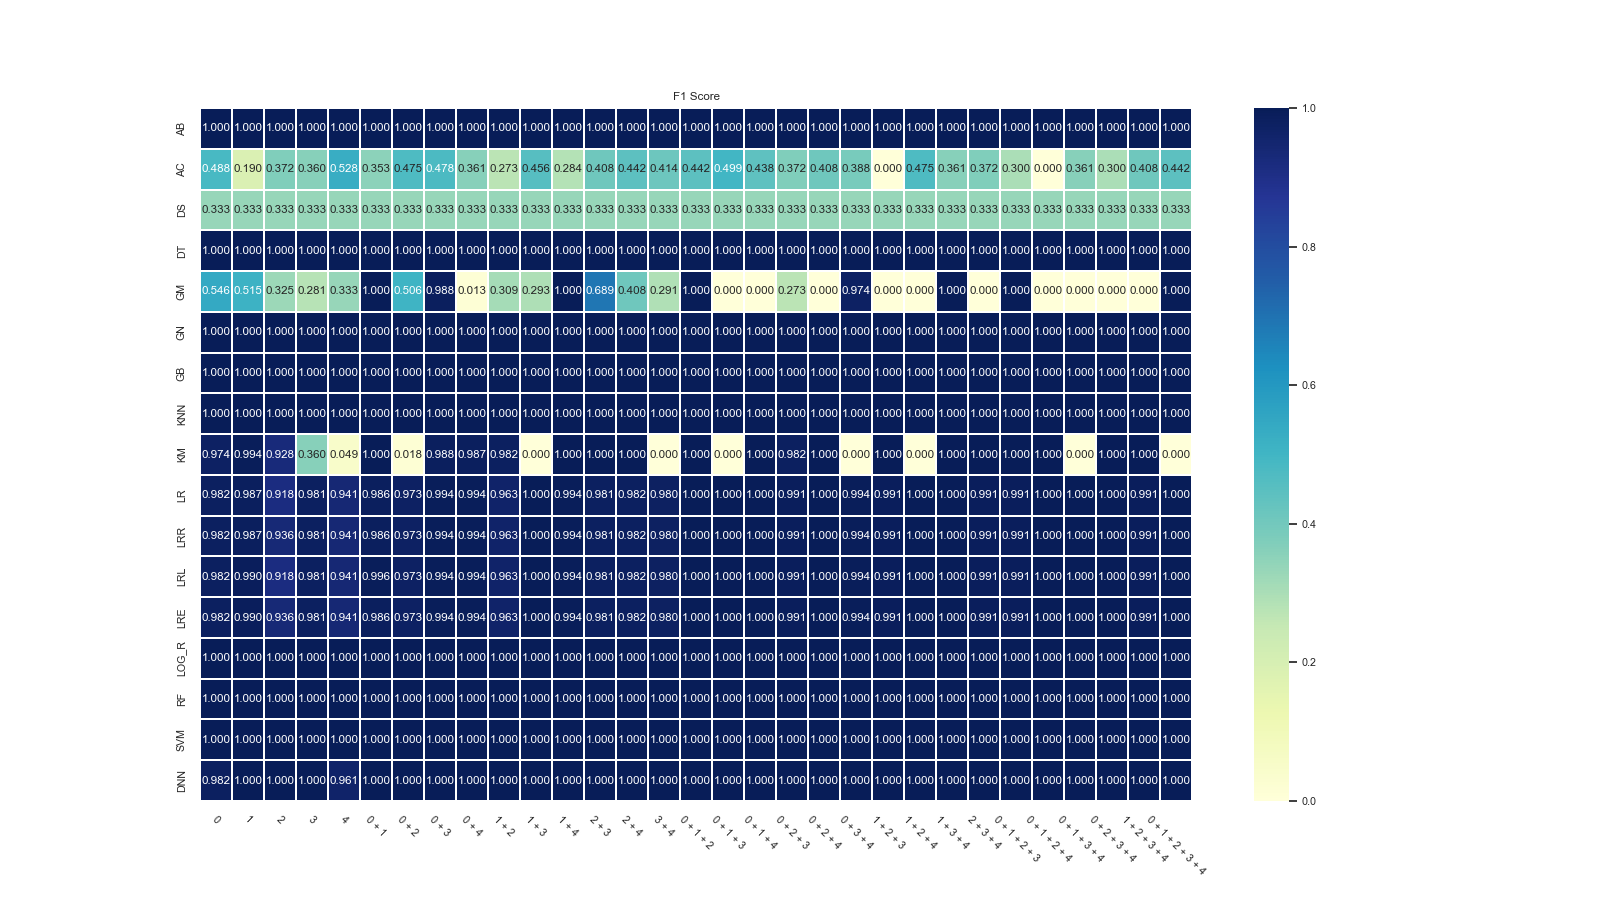 F1 Score
AB 1.000 1.000 1.000 1.000 1.000 1.000 1.000 1.000 1.000 1.000 1.000 1.000 1.000 1.000 1.000 1.000 1.000 1.000 1.000 1.000 1.000 1.000 1.000 1.000 1.000 1.000 1.000 1.000 1.000 1.000 1.000 1.0
AC 0.488 0.190 0.372 0.360 0.528 0.353 0.475 0.478 0.361 0.273 0.456 0.284 0.408 0.442 0.414 0.442 0.499 0.438 0.372 0.408 0.388 0.000 0.475 0.361 0.372 0.300 0.000 0.361 0.300 0.408 0.442
DS 0.333 0.333 0.333 0.333 0.333 0.333 0.333 0.333 0.333 0.333 0.333 0.333 0.333 0.333 0.333 0.333 0.333 0.333 0.333 0.333 0.333 0.333 0.333 0.333 0.333 0.333 0.333 0.333 0.333 0.333 0.333
DT 1.000 1.000 1.000 1.000 1.000 1.000 1.000 1.000 1.000 1.000 1.000 1.000 1.000 1.000 1.000 1.000 1.000 1.000 1.000 1.000 1.000 1.000 1.000 1.000 1.000 1.000 1.000 1.000 1.000 1.000 1.000 0.8
GM 0.546 0.515 0.325 0.281 0.333 1.000 0.506 0.988 0.013 0.309 0.293 1.000 0.689 0.408 0.291 1.000 0.000 0.000 0.273 0.000 0.974 0.000 0.000 1.000 0.000 1.000 0.000 0.000 0.000 0.000 1.000
GN 1.000 1.000 1.000 1.000 1.000 1.000 1.000 1.000 1.000 1.000 1.000 1.000 1.000 1.000 1.000 1.000 1.000 1.000 1.000 1.000 1.000 1.000 1.000 1.000 1.000 1.000 1.000 1.000 1.000 1.000 1.000
GB 1.000 1.000 1.000 1.000 1.000 1.000 1.000 1.000 1.000 1.000 1.000 1.000 1.000 1.000 1.000 1.000 1.000 1.000 1.000 1.000 1.000 1.000 1.000 1.000 1.000 1.000 1.000 1.000 1.000 1.000 1.000 0.6
KNN 1.000 1.000 1.000 1.000 1.000 1.000 1.000 1.000 1.000 1.000 1.000 1.000 1.000 1.000 1.000 1.000 1.000 1.000 1.000 1.000 1.000 1.000 1.000 1.000 1.000 1.000 1.000 1.000 1.000 1.000 1.000
KM 0.974 0.994 0.928 0.360 0.049 1.000 0.018 0.988 0.987 0.982 0.000 1.000 1.000 1.000 0.000 1.000 0.000 1.000 0.982 1.000 0.000 1.000 0.000 1.000 1.000 1.000 1.000 0.000 1.000 1.000 0.000
LR 0.982 0.987 0.918 0.981 0.941 0.986 0.973 0.994 0.994 0.963 1.000 0.994 0.981 0.982 0.980 1.000 1.000 1.000 0.991 1.000 0.994 0.991 1.000 1.000 0.991 0.991 1.000 1.000 1.000 0.991 1.000
LRR 0.982 0.987 0.936 0.981 0.941 0.986 0.973 0.994 0.994 0.963 1.000 0.994 0.981 0.982 0.980 1.000 1.000 1.000 0.991 1.000 0.994 0.991 1.000 1.000 0.991 0.991 1.000 1.000 1.000 0.991 1.000 0.4
LRL 0.982 0.990 0.918 0.981 0.941 0.996 0.973 0.994 0.994 0.963 1.000 0.994 0.981 0.982 0.980 1.000 1.000 1.000 0.991 1.000 0.994 0.991 1.000 1.000 0.991 0.991 1.000 1.000 1.000 0.991 1.000
LRE 0.982 0.990 0.936 0.981 0.941 0.986 0.973 0.994 0.994 0.963 1.000 0.994 0.981 0.982 0.980 1.000 1.000 1.000 0.991 1.000 0.994 0.991 1.000 1.000 0.991 0.991 1.000 1.000 1.000 0.991 1.000
LOG_R 1.000 1.000 1.000 1.000 1.000 1.000 1.000 1.000 1.000 1.000 1.000 1.000 1.000 1.000 1.000 1.000 1.000 1.000 1.000 1.000 1.000 1.000 1.000 1.000 1.000 1.000 1.000 1.000 1.000 1.000 1.000 0.2
RF 1.000 1.000 1.000 1.000 1.000 1.000 1.000 1.000 1.000 1.000 1.000 1.000 1.000 1.000 1.000 1.000 1.000 1.000 1.000 1.000 1.000 1.000 1.000 1.000 1.000 1.000 1.000 1.000 1.000 1.000 1.000
SVM 1.000 1.000 1.000 1.000 1.000 1.000 1.000 1.000 1.000 1.000 1.000 1.000 1.000 1.000 1.000 1.000 1.000 1.000 1.000 1.000 1.000 1.000 1.000 1.000 1.000 1.000 1.000 1.000 1.000 1.000 1.000
DNN 0.982 1.000 1.000 1.000 0.961 1.000 1.000 1.000 1.000 1.000 1.000 1.000 1.000 1.000 1.000 1.000 1.000 1.000 1.000 1.000 1.000 1.000 1.000 1.000 1.000 1.000 1.000 1.000 1.000 1.000 1.000 0.0
0
1
2
3
4
0 + 1
0 + 2
0 + 3
0 + 4
1 + 2
1 + 3
1 + 4
2 + 3
2 + 4
3 + 4
0 + 1 + 2
0 + 1 + 3
0 + 1 + 4
0 + 2 + 3
0 + 2 + 4
0 + 3 + 4
1 + 2 + 3
1 + 2 + 4
1 + 3 + 4
2 + 3 + 4
0 + 1 + 2 + 3
0 + 1 + 2 + 4
0 + 1 + 3 + 4
0 + 2 + 3 + 4
1 + 2 + 3 + 4
0 + 1 + 2 + 3 + 4